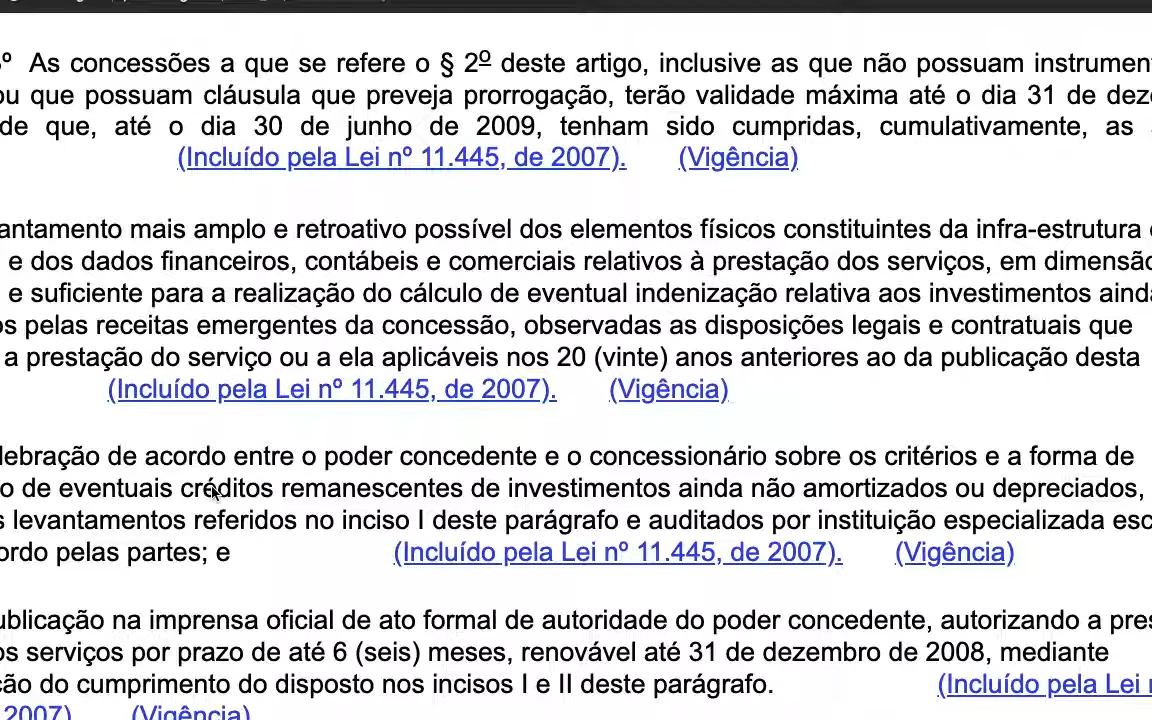 º As concessões a que se refere o § 2º deste artigo, inclusive as que não possuam instrumen
ou que possuam cláusula que preveja prorrogação, terão validade máxima até o dia 31 de dez
de que, até o dia 30 de junho de 2009, tenham sido cumpridas, cumulativamente, as
(Incluído pela Lei nº 11.445, de 2007). (Vigência)
antamento mais amplo e retroativo possível dos elementos físicos constituintes da infra-estrutura
e dos dados financeiros, contábeis e comerciais relativos à prestação dos serviços, em dimensão
e suficiente para a realização do cálculo de eventual indenização relativa aos investimentos ainda
os pelas receitas emergentes da concessão, observadas as disposições legais e contratuais que
a prestação do serviço ou a ela aplicáveis nos 20 (vinte) anos anteriores ao da publicação desta
(Incluído pela Lei nº 11.445, de 2007). (Vigência)
lebração de acordo entre o poder concedente e o concessionário sobre os critérios e a forma de
o de eventuais créditos remanescentes de investimentos ainda não amortizados ou depreciados,
s levantamentos referidos no inciso I deste parágrafo e auditados por instituição especializada esc
ordo pelas partes; e (Incluído pela Lei nº 11.445, de 2007). (Vigência)
ublicação na imprensa oficial de ato formal de autoridade do poder concedente, autorizando a pres
os serviços por prazo de até 6 (seis) meses, renovável até 31 de dezembro de 2008, mediante
ção do cumprimento do disposto nos incisos I e II deste parágrafo. (Incluído pela Lei
2007). (Vigência)